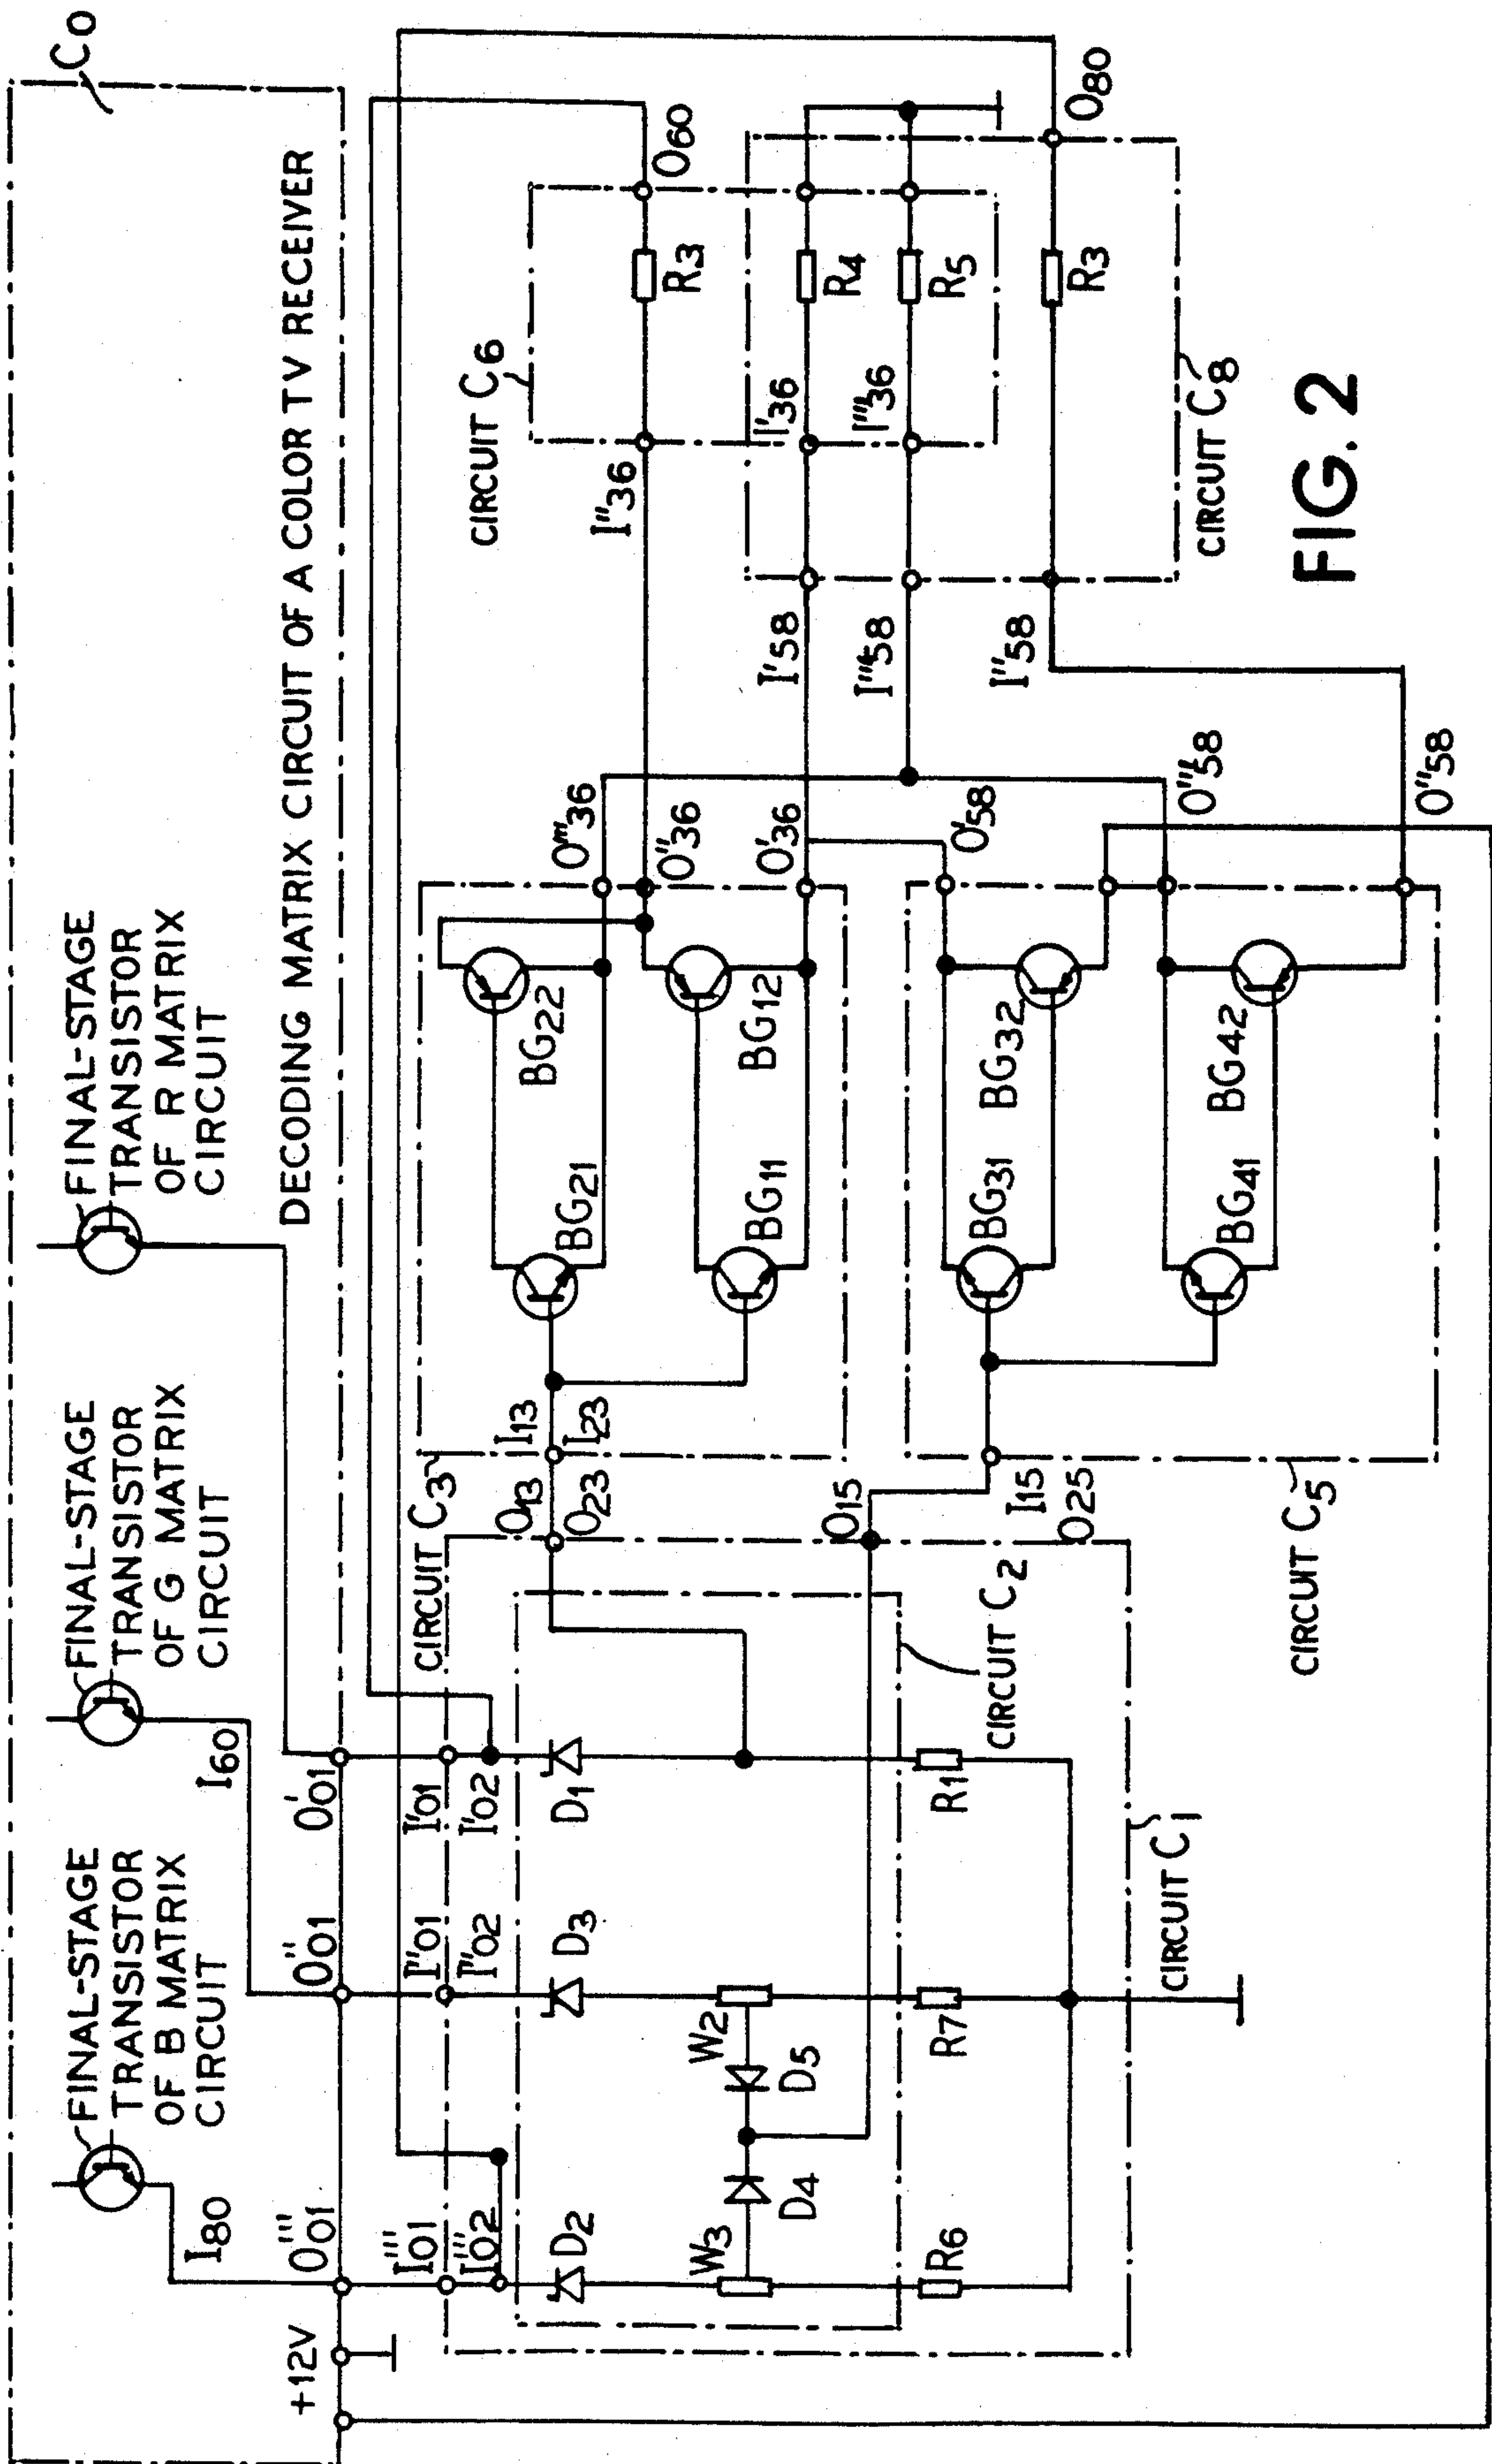 C0
FINAL-STAGE
TRANSISTOR
OF B MATRIX
CIRCUIT
FINAL-STAGE
TRANSISTOR
OF G MATRIX
CIRCUIT
FINAL-STAGE
TRANSISTOR
OF R MATRIX
CIRCUIT
DECODING MATRIX CIRCUIT OF A COLOR TV RECEIVER
+12V
I80
O'''01
O''01
I60
O'01
I'''01
I'''02
I''01
I''02
I'01
I'02
D2
D3
D1
W3
W2
D4
D5
R6
R7
R1
CIRCUIT C1
CIRCUIT C2
CIRCUIT C3
O13
O23
I13
I23
O15
I15
O25
CIRCUIT C5
BG21
BG22
BG11
BG12
BG31
BG32
BG41
BG42
O'''36
O''36
O'36
O'58
O'''58
O''58
CIRCUIT C6
I''36
I'36
I'''36
I'58
I'''58
I''58
R3
R4
R5
R3
O60
O80
CIRCUIT C8
FIG. 2